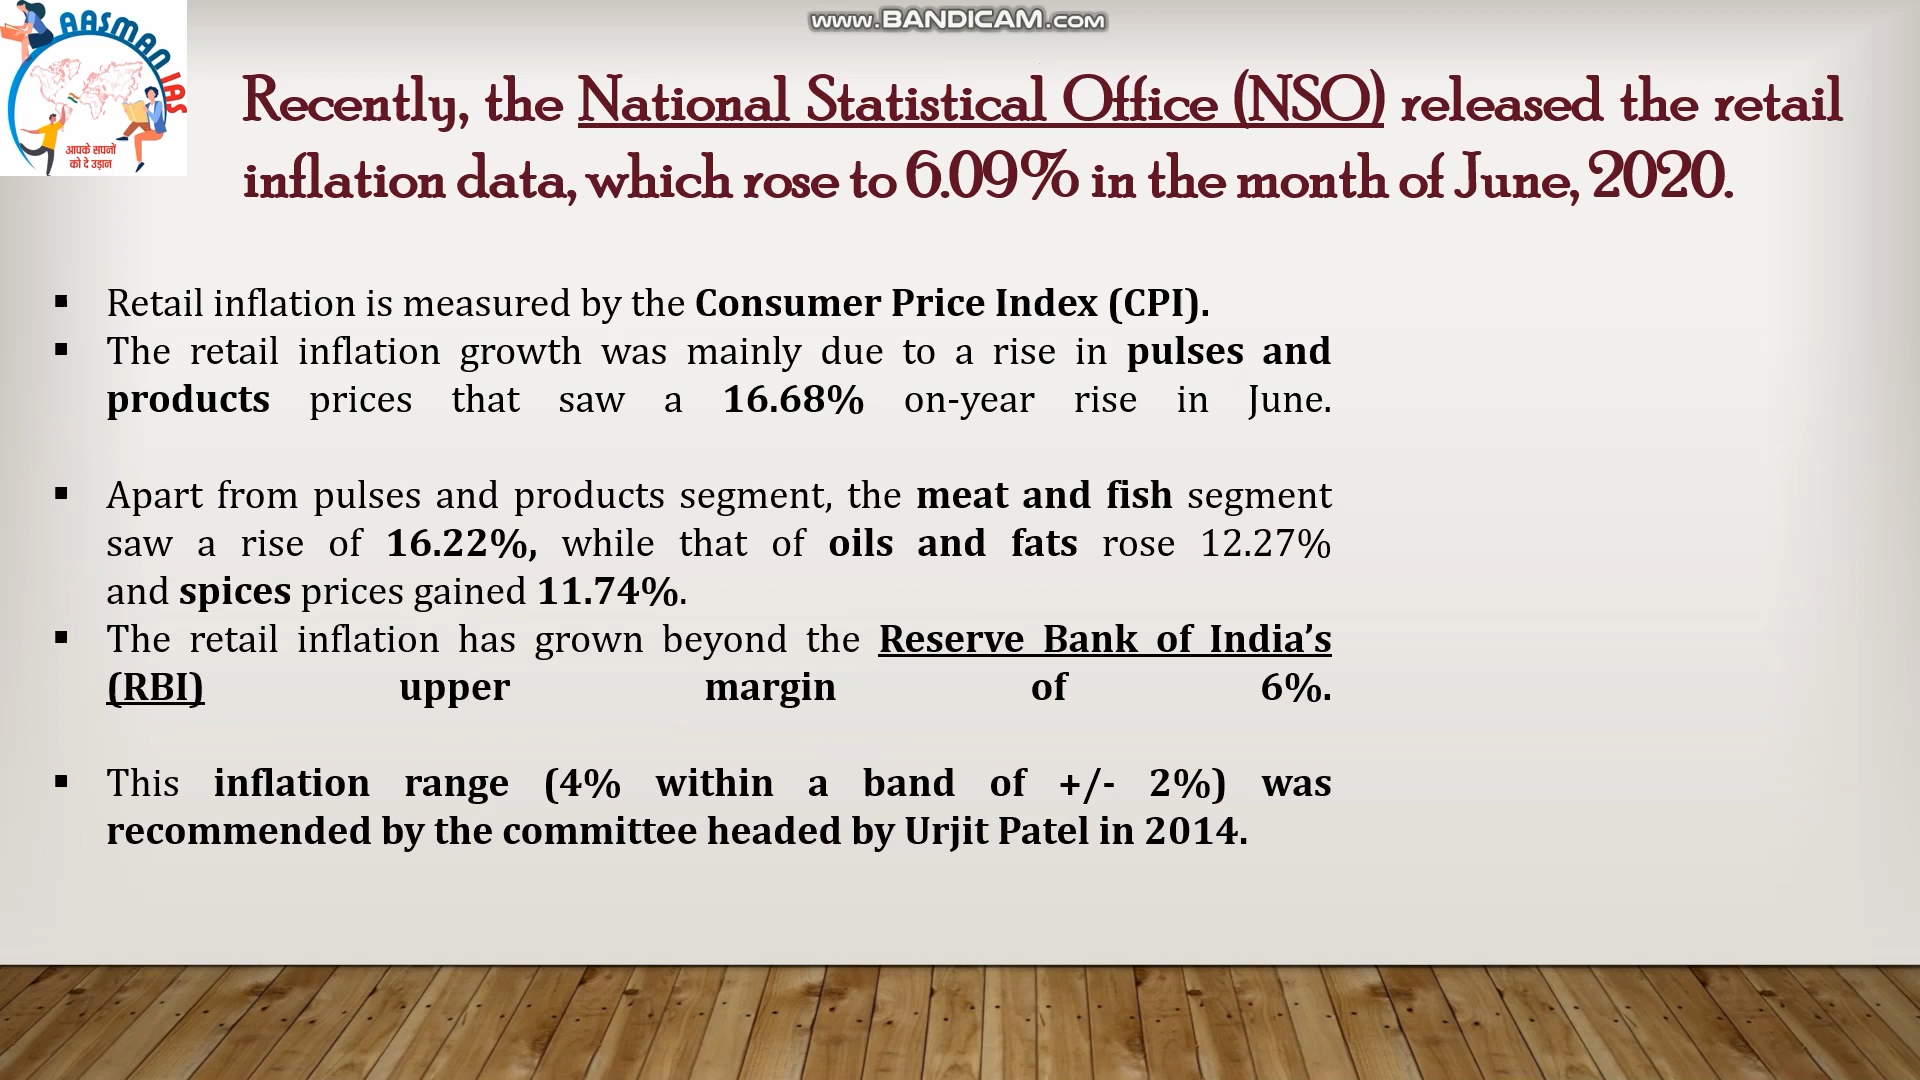 www.BANDICAM.com
AASMAN IAS
आपके सपनों
को दे उड़ान
Recently, the National Statistical Office (NSO) released the retail
inflation data, which rose to 6.09% in the month of June, 2020.
▪ Retail inflation is measured by the Consumer Price Index (CPI).
▪ The retail inflation growth was mainly due to a rise in pulses and
products prices that saw a 16.68% on-year rise in June.
▪ Apart from pulses and products segment, the meat and fish segment
saw a rise of 16.22%, while that of oils and fats rose 12.27%
and spices prices gained 11.74%.
▪ The retail inflation has grown beyond the Reserve Bank of India’s
(RBI) upper margin of 6%.
▪ This inflation range (4% within a band of +/- 2%) was
recommended by the committee headed by Urjit Patel in 2014.